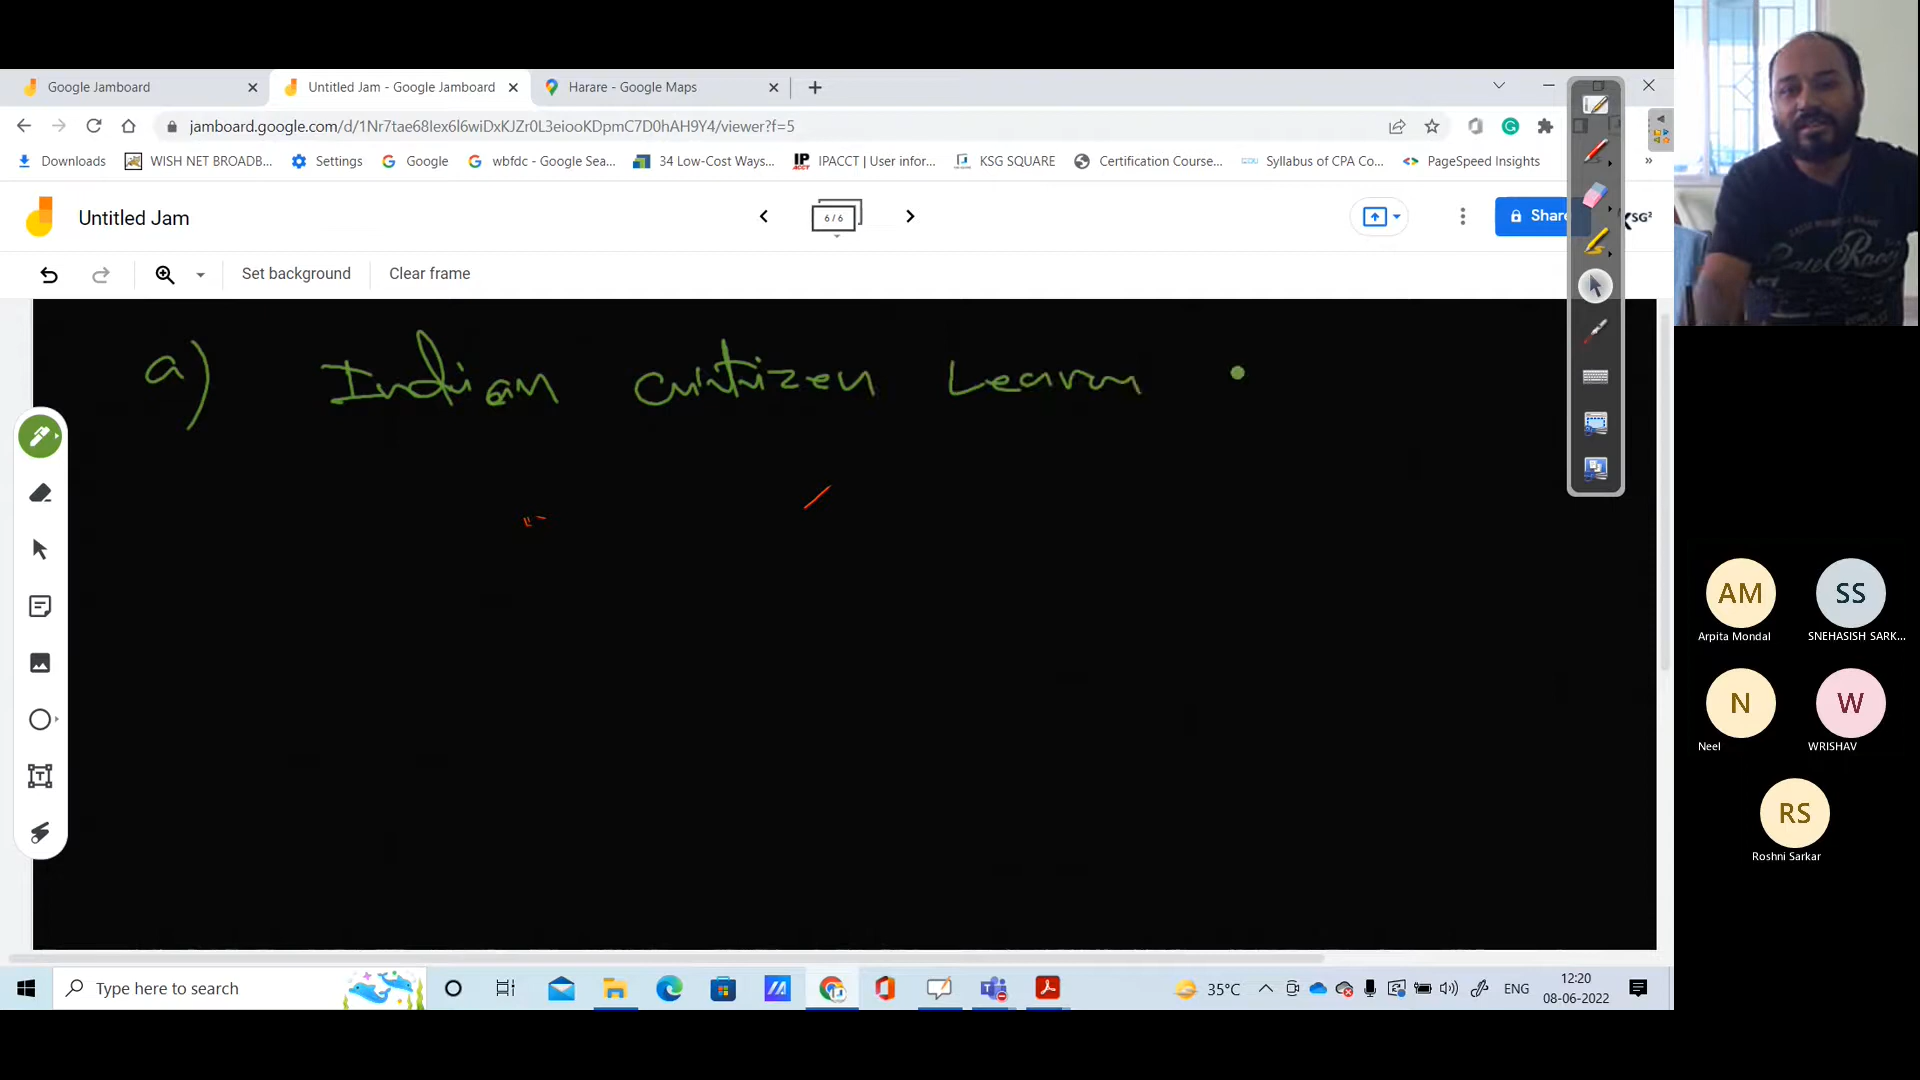 Google Jamboard
Untitled Jam - Google Jamboard
Harare - Google Maps
jamboard.google.com/d/1Nr7tae68Iex6l6wiDxKJZr0L3eiooKDpmC7D0hAH9Y4/viewer?f=5
Downloads
WISH NET BROADB...
Settings
Google
wbfdc - Google Sea...
34 Low-Cost Ways...
IPACCT | User infor...
KSG SQUARE
Certification Course...
Syllabus of CPA Co...
PageSpeed Insights
»
Untitled Jam
6 / 6
Share
KSG²
Set background
Clear frame
a) Indian
AM
SS
Arpita Mondal
SNEHASISH SARK...
N
W
Neel
WRISHAV
RS
Roshni Sarkar
Type here to search
35°C
ENG
12:20
08-06-2022